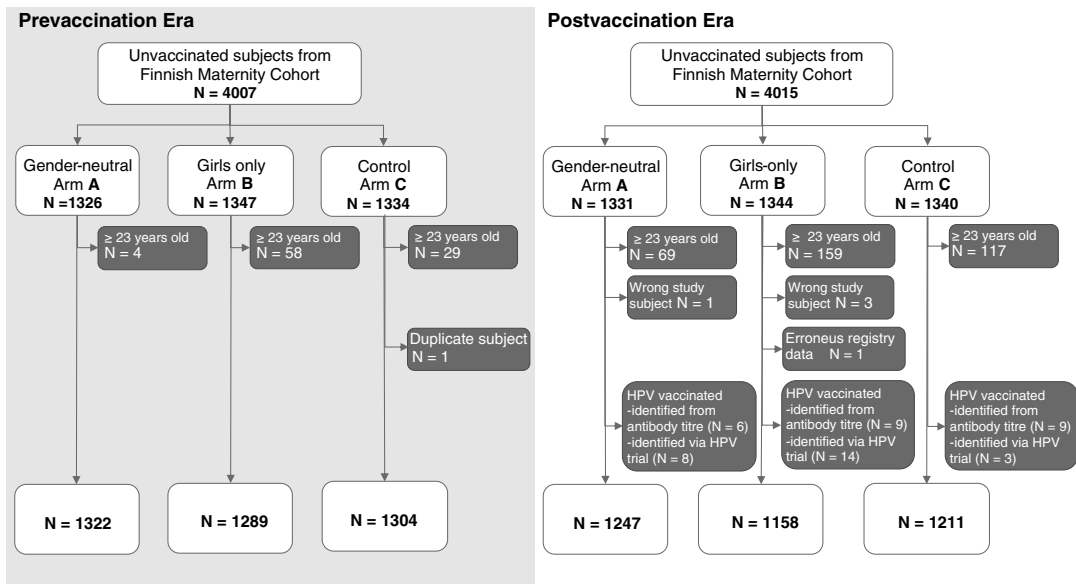 Prevaccination Era
Unvaccinated subjects from
Finnish Maternity Cohort
N = 4007
Gender-neutral
Arm A
N =1326
Girls only
Arm B
N = 1347
Control
Arm C
N = 1334
≥ 23 years old
N = 4
≥ 23 years old
N = 58
≥ 23 years old
N = 29
Duplicate subject
N = 1
N = 1322
N = 1289
N = 1304
Postvaccination Era
Unvaccinated subjects from
Finnish Maternity Cohort
N = 4015
Gender-neutral
Arm A
N = 1331
Girls-only
Arm B
N = 1344
Control
Arm C
N = 1340
≥ 23 years old
N = 69
≥ 23 years old
N = 159
≥ 23 years old
N = 117
Wrong study
subject N = 1
Wrong study
subject N = 3
Erroneus registry
data N = 1
HPV vaccinated
-identified from
antibody titre (N = 6)
-identified via HPV
trial (N = 8)
HPV vaccinated
-identified from
antibody titre (N = 9)
-identified via HPV
trial (N = 14)
HPV vaccinated
-identified from
antibody titre (N = 9)
-identified via HPV
trial (N = 3)
N = 1247
N = 1158
N = 1211